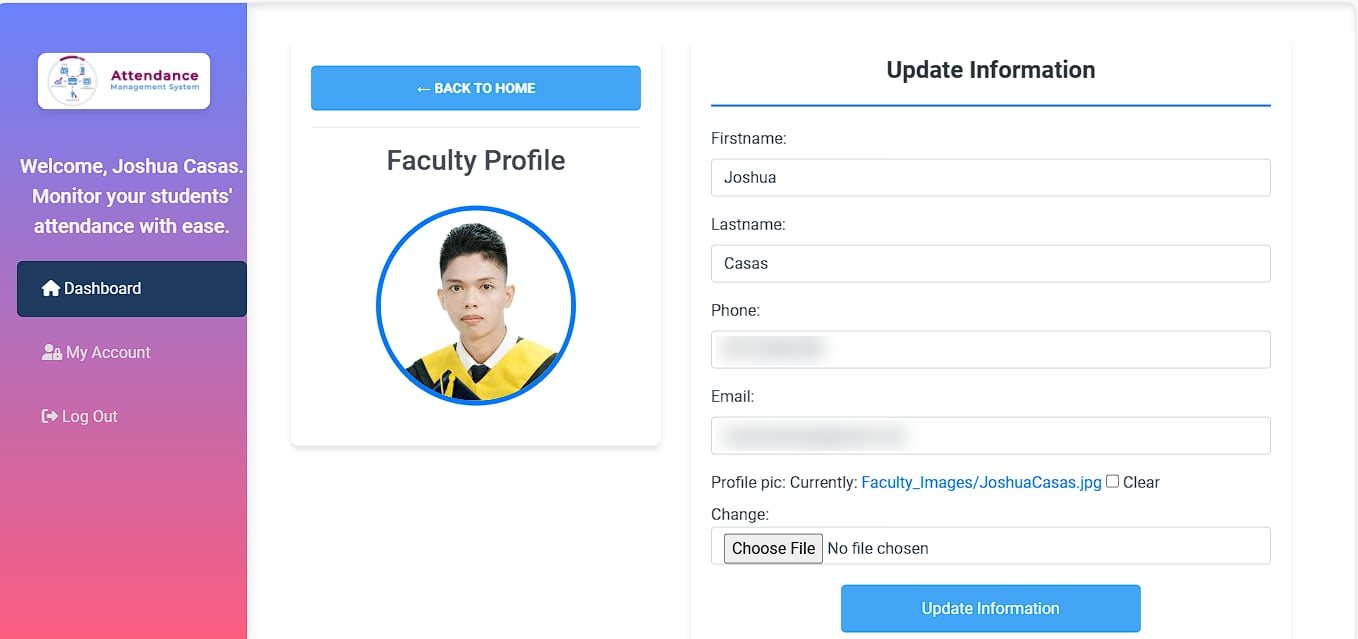 Attendance
Management System
Welcome, Joshua Casas.
Monitor your students'
attendance with ease.
Dashboard
My Account
Log Out
← BACK TO HOME
Faculty Profile
Update Information
Firstname:
Joshua
Lastname:
Casas
Phone:
Email:
Profile pic: Currently: Faculty_Images/JoshuaCasas.jpg Clear
Change:
Choose File No file chosen
Update Information